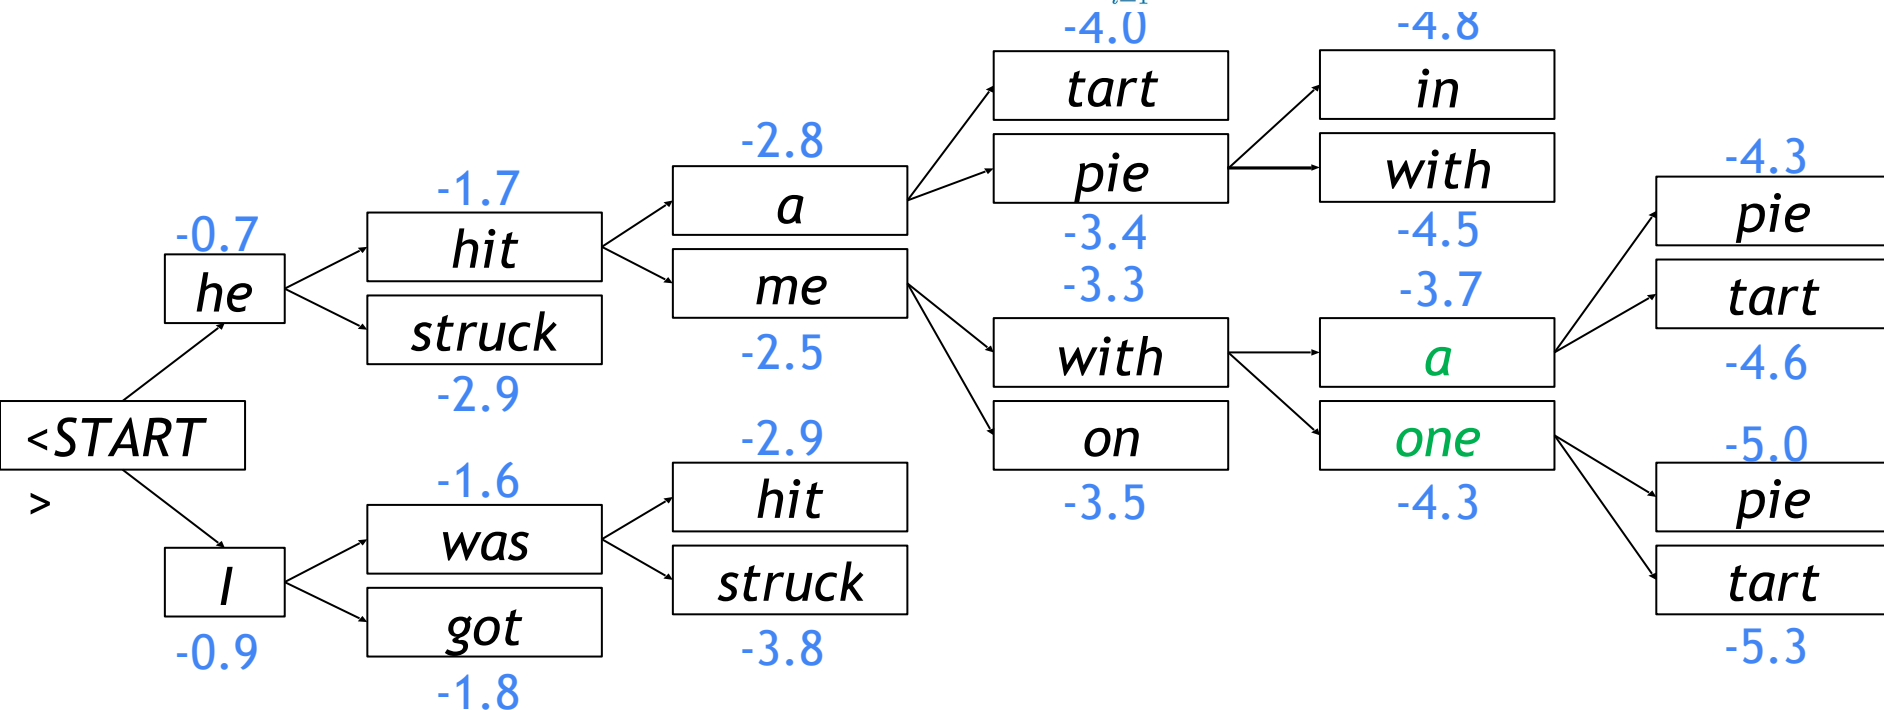 -4.0
-4.8
tart
in
-2.8
-4.3
pie
with
-1.7
a
pie
-0.7
-3.4
-4.5
hit
-3.3
-3.7
he
me
tart
struck
-2.5
with
a
-4.6
-2.9
<START
>
-2.9
on
one
-5.0
-1.6
hit
-3.5
-4.3
pie
was
struck
tart
I
got
-0.9
-3.8
-5.3
-1.8